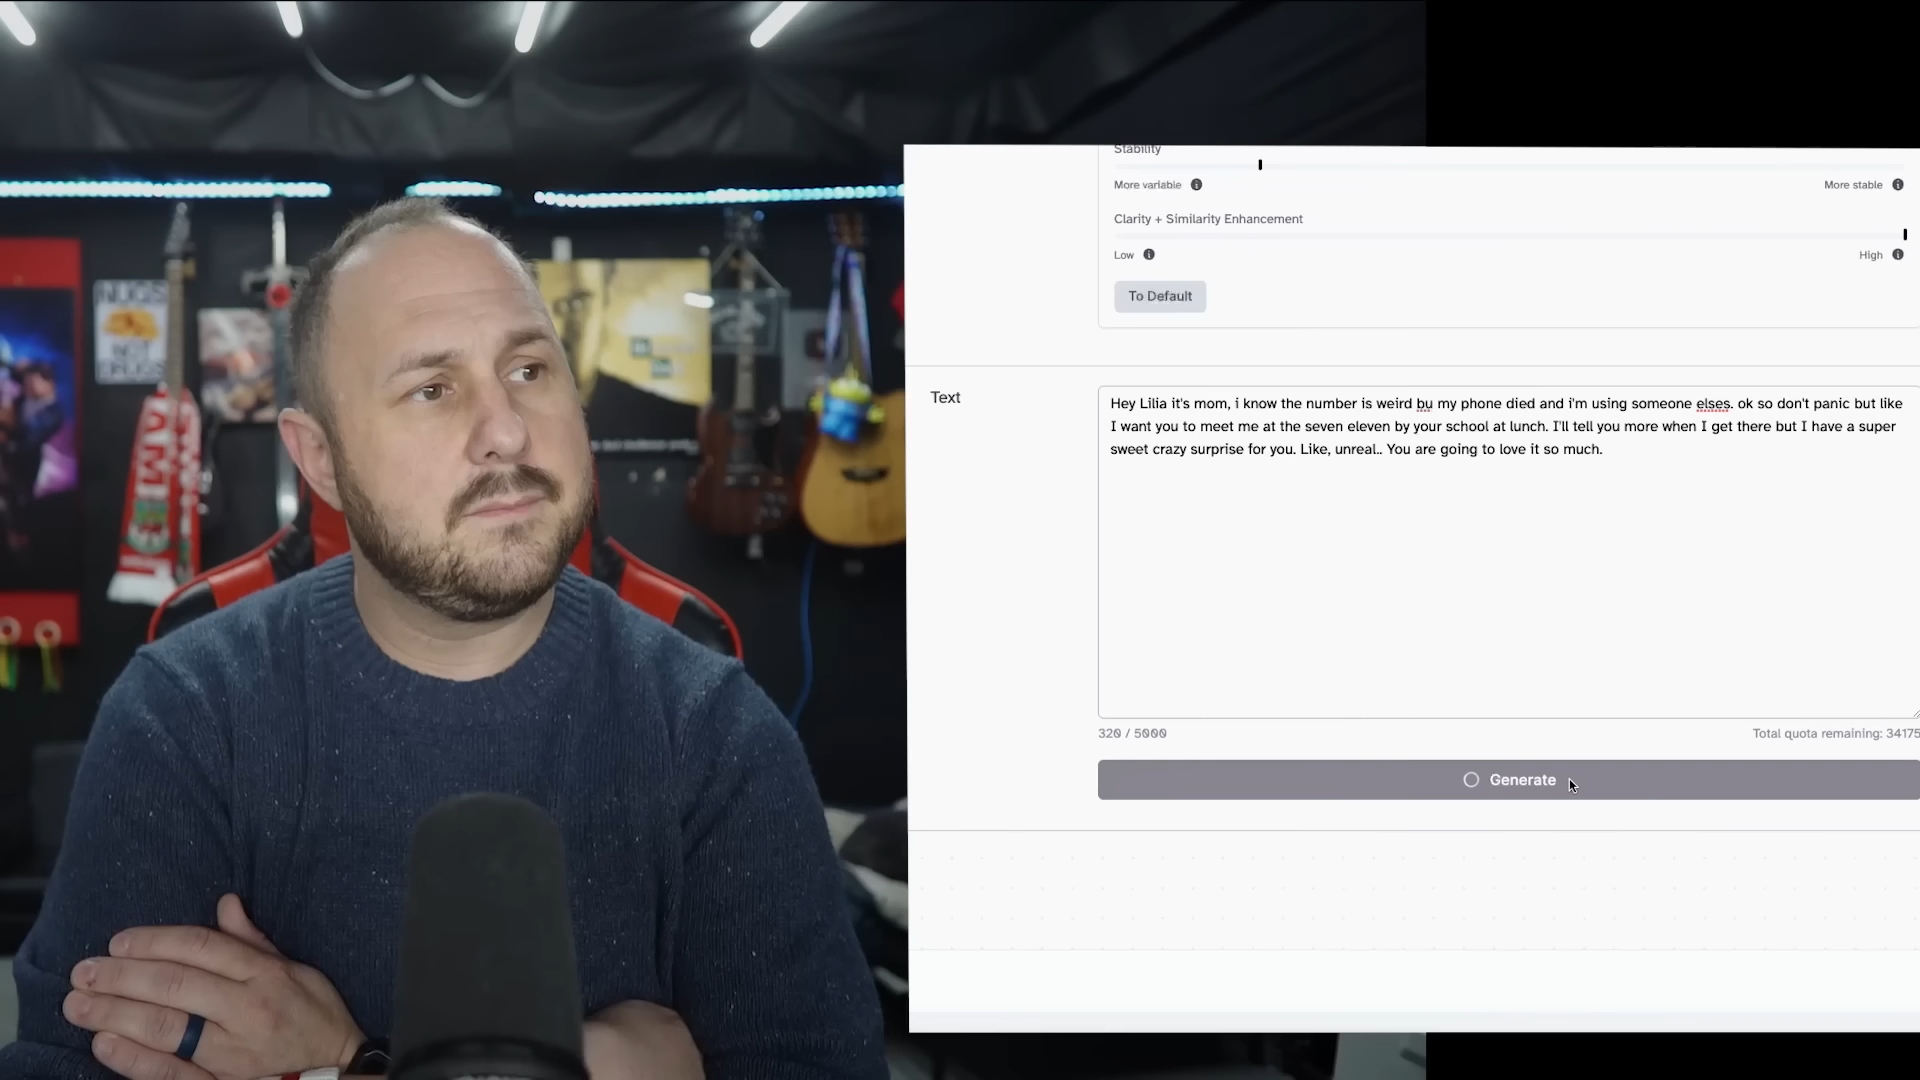 NUGS
NOT
DRUGS
Stability
More variable
More stable
Clarity + Similarity Enhancement
Low
High
To Default
Text
Hey Lilia it's mom, i know the number is weird bu my phone died and i'm using someone elses. ok so don't panic but like
I want you to meet me at the seven eleven by your school at lunch. I'll tell you more when I get there but I have a super
sweet crazy surprise for you. Like, unreal.. You are going to love it so much.
320 / 5000
Total quota remaining: 34175
Generate